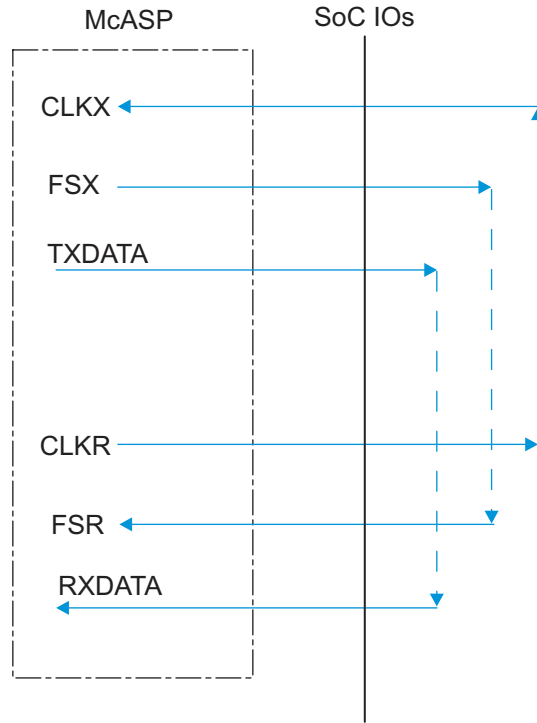 McASP
SoC IOs
CLKX
FSX
TXDATA
CLKR
FSR
RXDATA